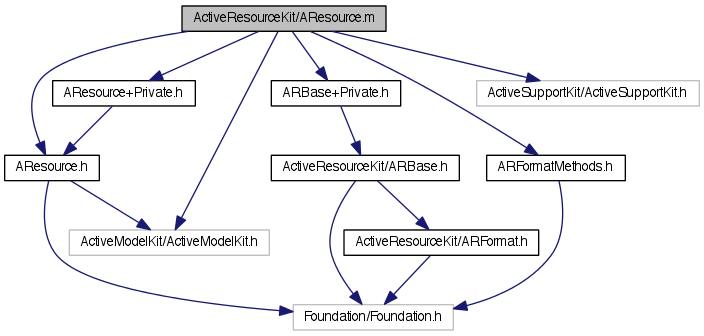 ActiveResourceKit/AResource.m
AResource+Private.h
ARBase+Private.h
ActiveSupportKit/ActiveSupportKit.h
AResource.h
ActiveResourceKit/ARBase.h
ARFormatMethods.h
ActiveModelKit/ActiveModelKit.h
ActiveResourceKit/ARFormat.h
Foundation/Foundation.h